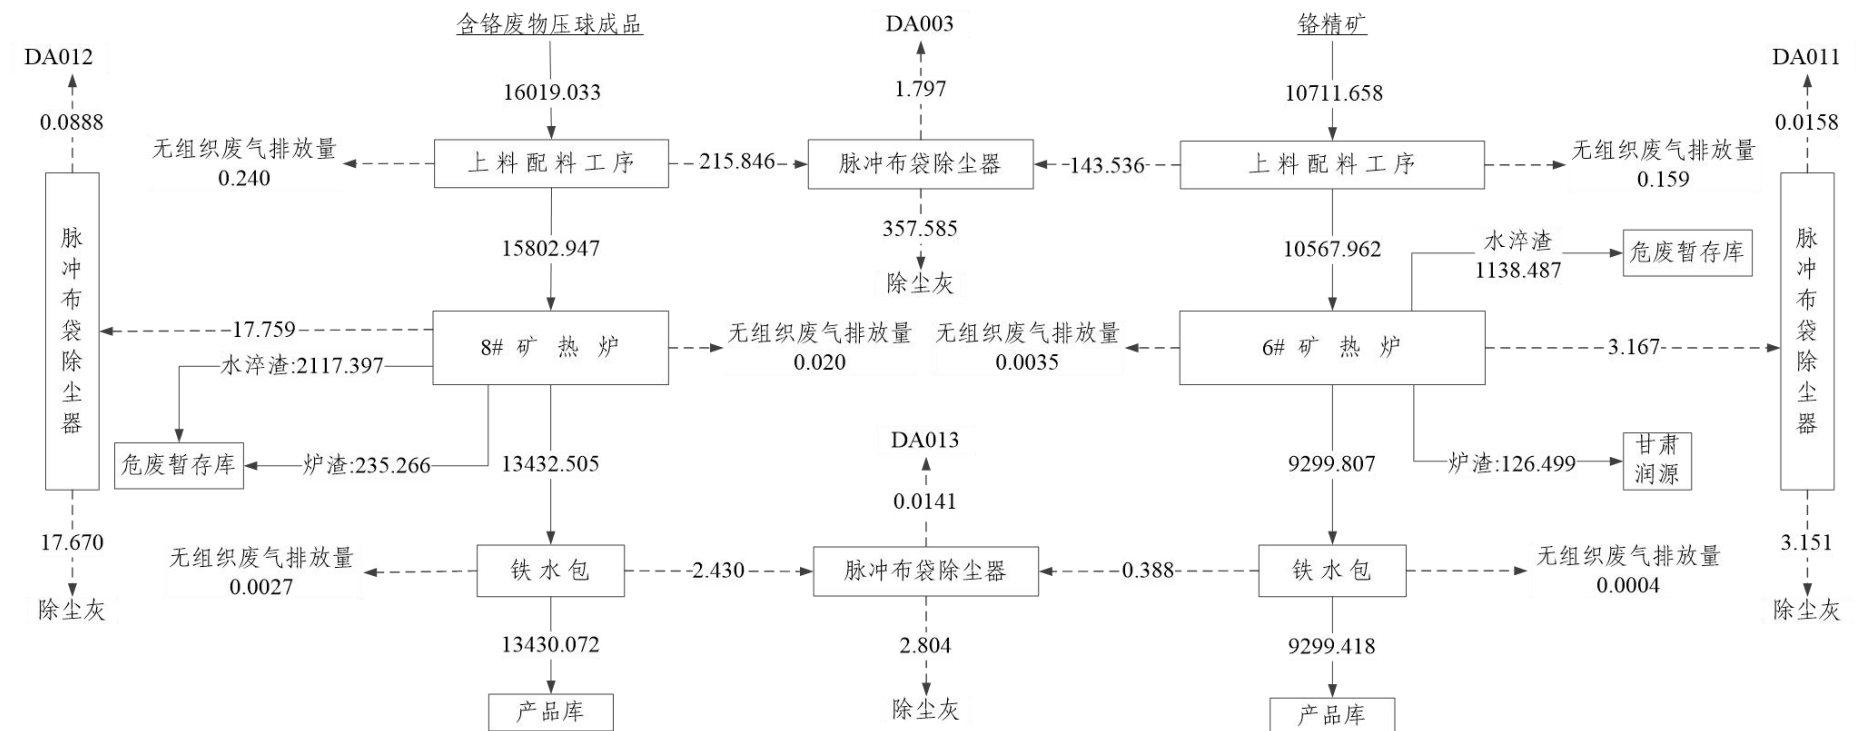 含铬废物压球成品
DA003
铬精矿
DA012
DA011
16019.033
1.797
10711.658
0.0888
0.0158
无组织废气排放量
0.240
上料配料工序
215.846
脉冲布袋除尘器
143.536
上料配料工序
无组织废气排放量
0.159
357.585
除尘灰
15802.947
10567.962
水淬渣
1138.487
危废暂存库
脉冲布袋除尘器
17.759
8#矿热炉
无组织废气排放量
0.020
无组织废气排放量
0.0035
6#矿热炉
3.167
脉冲布袋除尘器
水淬渣:2117.397
危废暂存库
炉渣:235.266
13432.505
DA013
9299.807
炉渣:126.499
甘肃
润源
0.0141
17.670
除尘灰
无组织废气排放量
0.0027
铁水包
2.430
脉冲布袋除尘器
0.388
铁水包
无组织废气排放量
0.0004
3.151
除尘灰
13430.072
2.804
9299.418
产品库
除尘灰
产品库